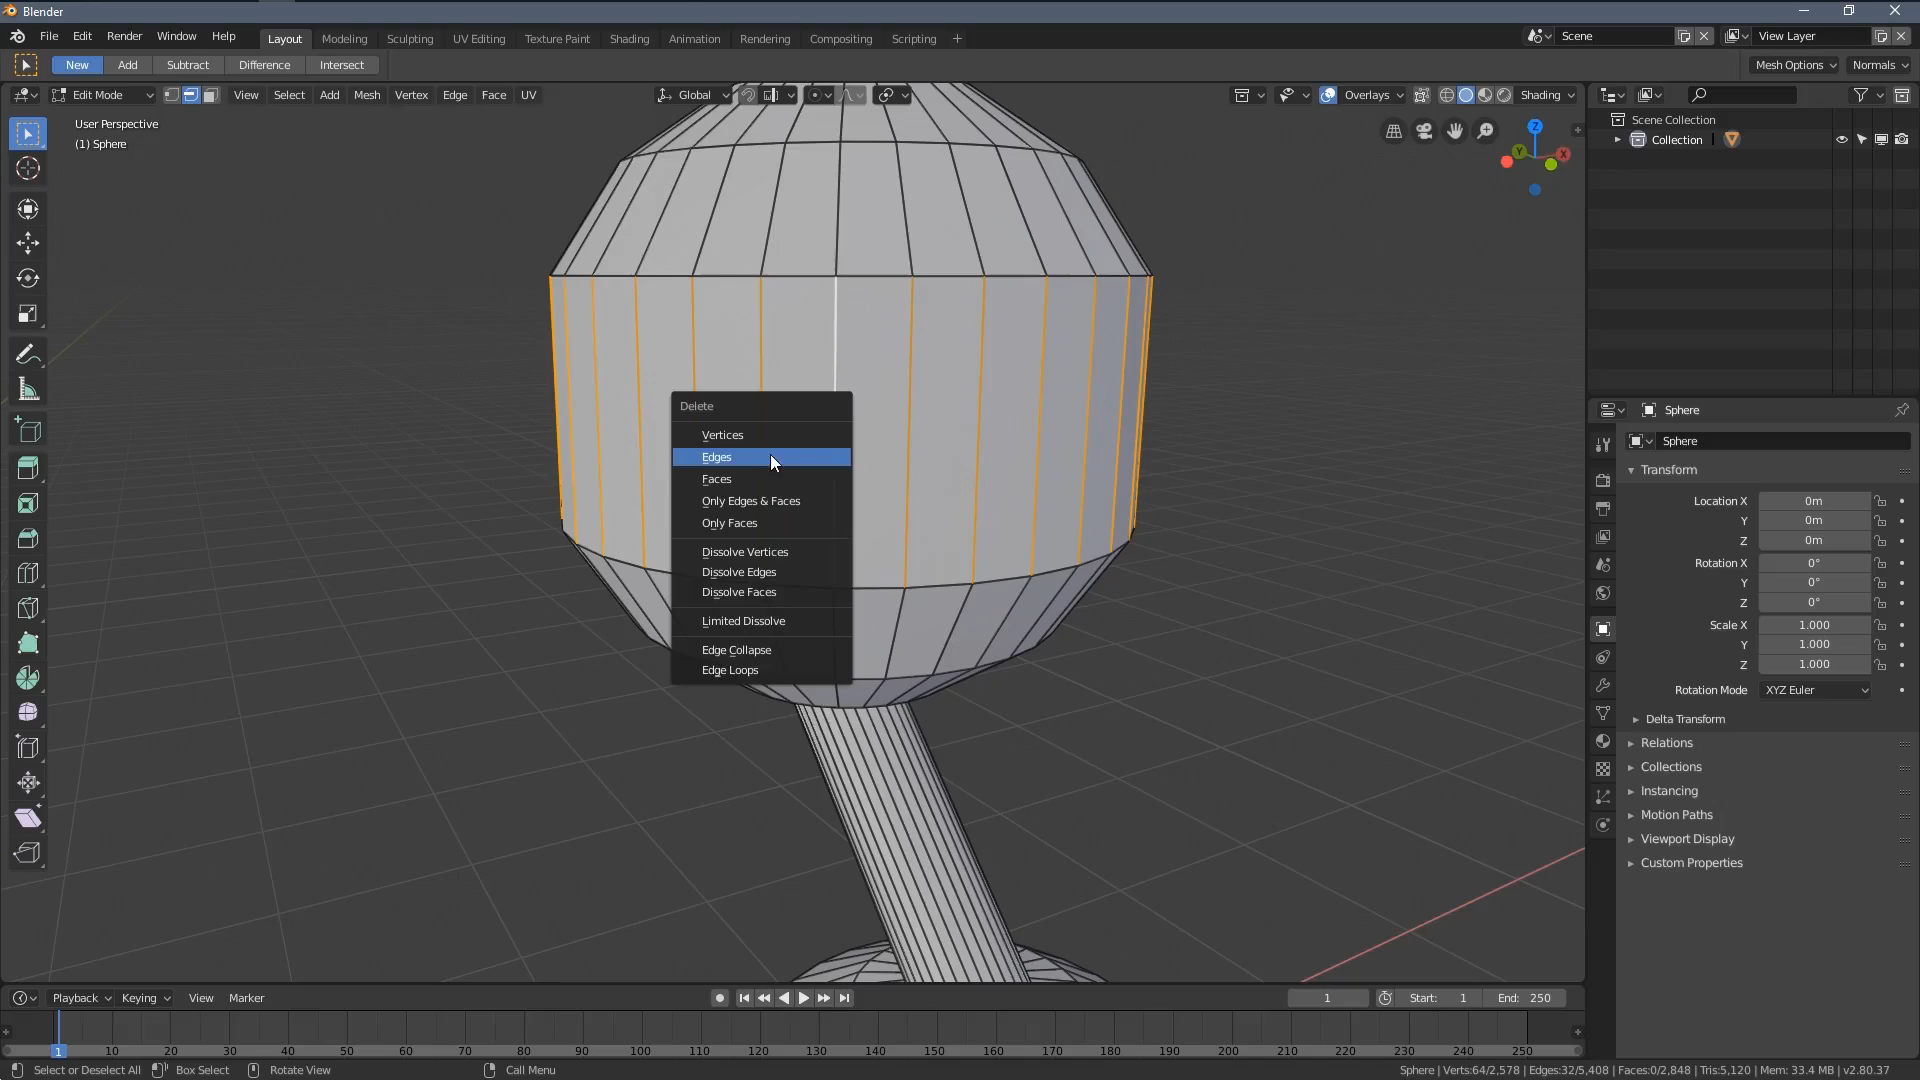 Blender
File Edit Render Window Help Layout Modeling Sculpting UV Editing Texture Paint Shading Animation Rendering Compositing Scripting + Scene View Layer
New Add Subtract Difference Intersect Mesh Options Normals
Edit Mode View Select Add Mesh Vertex Edge Face UV Global Overlays Shading
User Perspective
(1) Sphere
Z
Y
X
Scene Collection
Collection
Delete
Vertices
Edges
Faces
Only Edges & Faces
Only Faces
Dissolve Vertices
Dissolve Edges
Dissolve Faces
Limited Dissolve
Edge Collapse
Edge Loops
Sphere
Sphere
Transform
Location X 0m
Y 0m
Z 0m
Rotation X 0°
Y 0°
Z 0°
Scale X 1.000
Y 1.000
Z 1.000
Rotation Mode XYZ Euler
Delta Transform
Relations
Collections
Instancing
Motion Paths
Viewport Display
Custom Properties
Playback Keying View Marker 1 Start: 1 End: 250
1 10 20 30 40 50 60 70 80 90 100 110 120 130 140 150 160 170 180 190 200 210 220 230 240 250
Select or Deselect All Box Select Rotate View Call Menu Sphere | Verts:64/2,578 | Edges:32/5,408 | Faces:0/2,848 | Tris:5,120 | Mem: 33.4 MB | v2.80.37